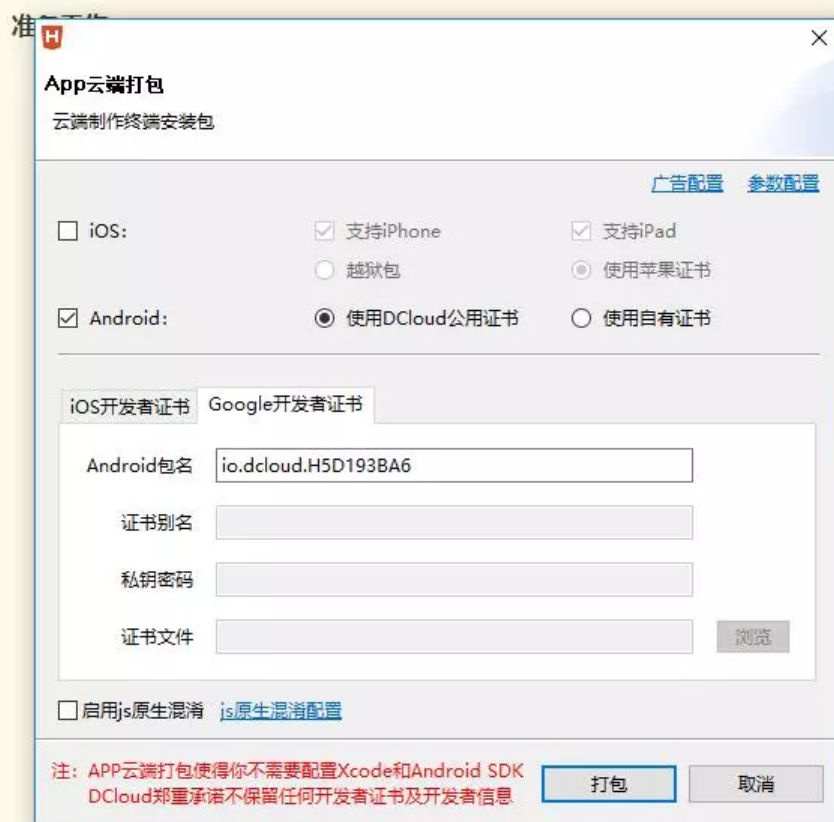 App云端打包
云端制作终端安装包
广告配置 参数配置
iOS: 支持iPhone 支持iPad
越狱包 使用苹果证书
Android: 使用DCloud公用证书 使用自有证书
iOS开发者证书 Google开发者证书
Android包名 io.dcloud.H5D193BA6
证书别名
私钥密码
证书文件 浏览
启用js原生混淆 js原生混淆配置
注: APP云端打包使得你不需要配置Xcode和Android SDK
DCloud郑重承诺不保留任何开发者证书及开发者信息
打包 取消